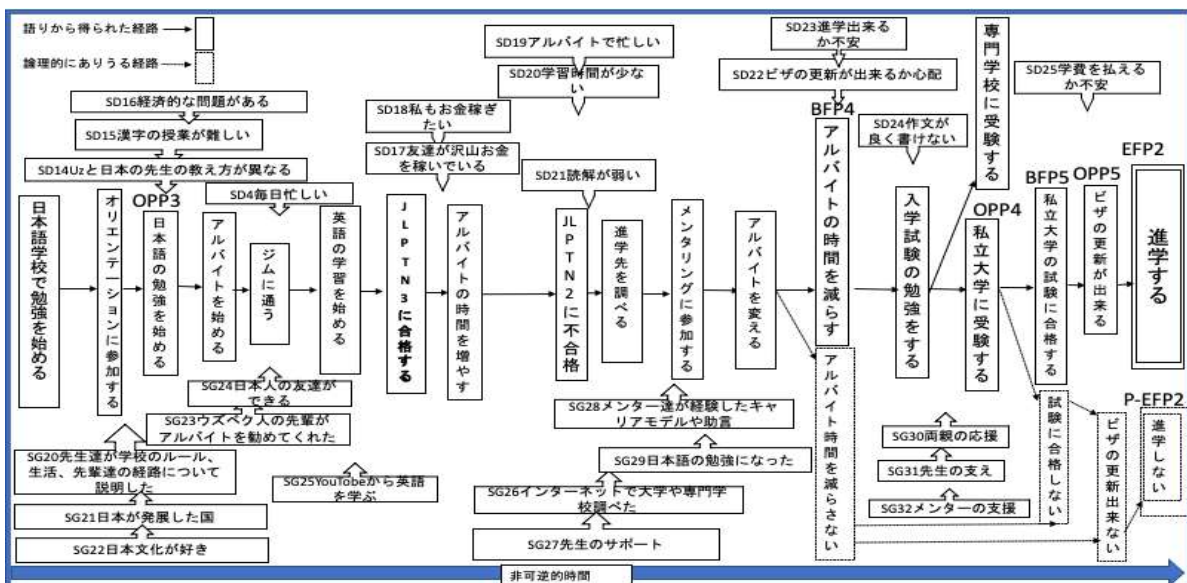 語りから得られた経路
論理的にありうる経路
SD16経済的な問題がある
SD15漢字の授業が難しい
SD14Uzと日本の先生の教え方が異なる
SD4毎日忙しい
SD18私もお金稼ぎ
たい
SD17友達が沢山お金
を稼いでいる
SD19アルバイトで忙しい
SD20学習時間が少な
い
SD21読解が弱い
SD23進学出来る
か不安
SD22ビザの更新が出来るか心配
SD24作文が
良く書けない
SD25学費を払える
か不安
日本語学校で勉強を始める
オリエンテーションに参加する
OPP3
日本語の勉強を始める
アルバイトを始める
ジムに通う
英語の学習を始める
JLPTN3に合格する
アルバイトの時間を増やす
JLPTN2に不合格
進学先を調べる
メンタリングに参加する
アルバイトを変える
BFP4
アルバイトの時間を減らす
アルバイト時間を減らさない
入学試験の勉強をする
専門学校に受験する
OPP4
私立大学に受験する
BFP5
私立大学の試験に合格する
試験に合格しない
OPP5
ビザの更新が出来る
ビザの更新出来ない
EFP2
進学する
P-EFP2
進学しない
SG24日本人の友達が
できる
SG23ウズベク人の先輩が
アルバイトを勧めてくれた
SG20先生達が学校のルール、
生活、先輩達の経路について
説明した
SG21日本が発展した国
SG22日本文化が好き
SG25YouTobeから英語
を学ぶ
SG28メンター達が経験したキャ
リアモデルや助言
SG29日本語の勉強になった
SG26インターネットで大学や専門学
校調べた
SG27先生のサポート
SG30両親の応援
SG31先生の支え
SG32メンターの支援
非可逆的時間